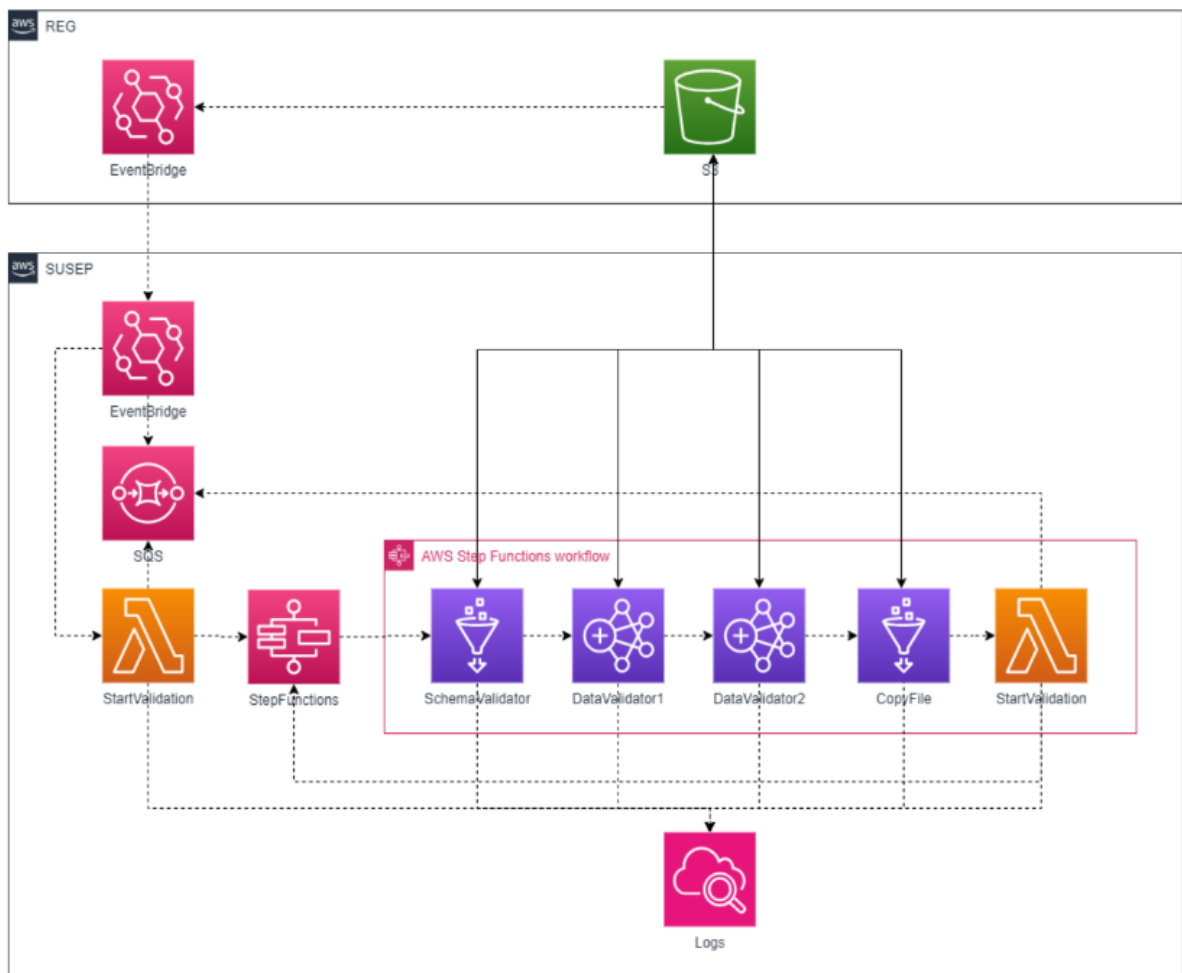 aws REG
EventBridge
S3
aws SUSEP
EventBridge
SQS
AWS Step Functions workflow
StartValidation
StepFunctions
SchemaValidator
DataValidator1
DataValidator2
CopyFile
StartValidation
Logs